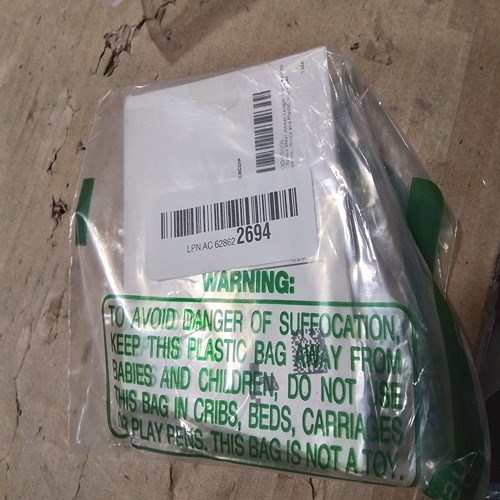 LPN AC 62862 2694
WARNING:
TO AVOID DANGER OF SUFFOCATION,
KEEP THIS PLASTIC BAG AWAY FROM
BABIES AND CHILDREN, DO NOT USE
THIS BAG IN CRIBS, BEDS, CARRIAGES
OR PLAY PENS. THIS BAG IS NOT A TOY.